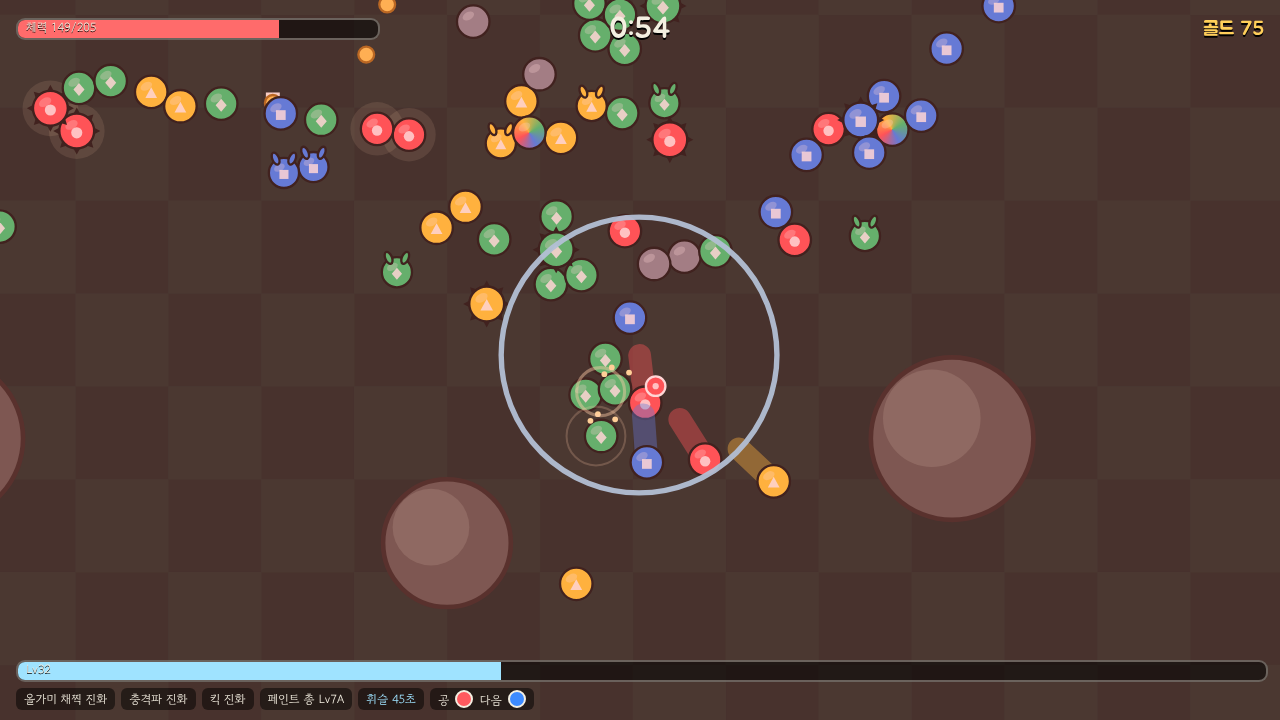 체력 149/205
0:54
골드 75
Lv32
올가미 채찍 진화
충격파 진화
킥 진화
페인트 총 Lv7A
휘슬 45초
공
다음